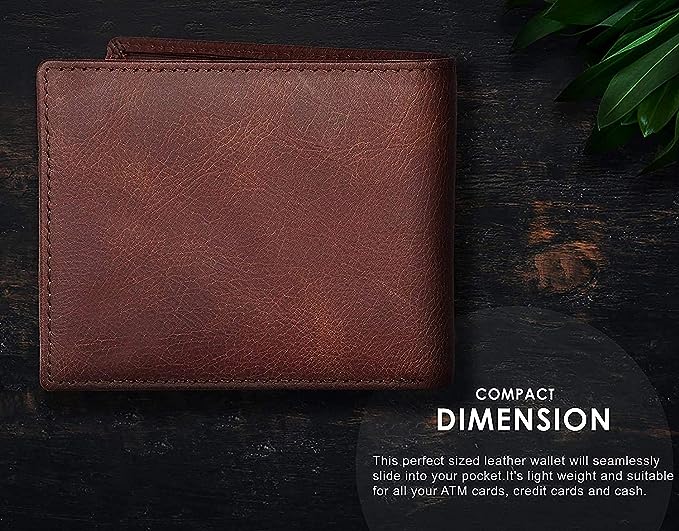 COMPACT
DIMENSION
This perfect sized leather wallet will seamlessly
slide into your pocket.It's light weight and suitable
for all your ATM cards, credit cards and cash.